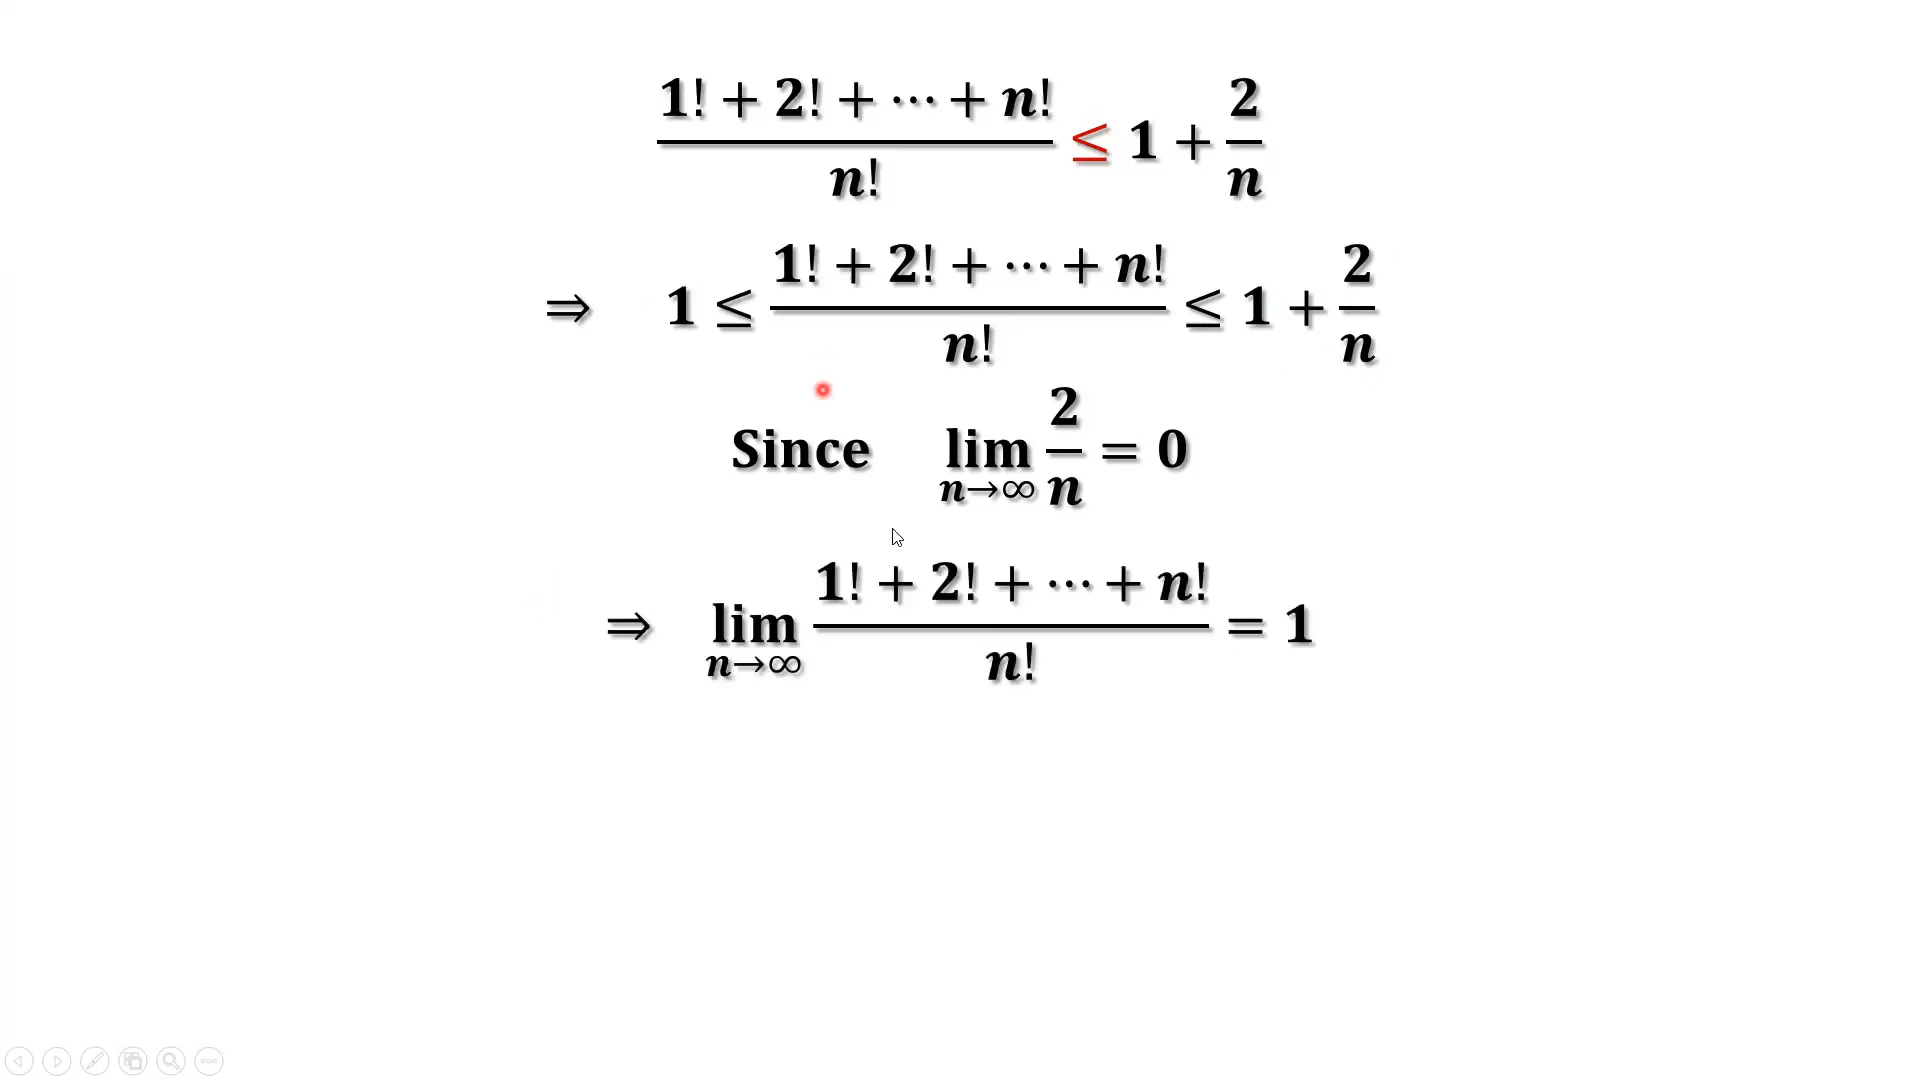 (1! + 2! + ⋯ + n!)/n! ≤ 1 + 2/n
⇒ 1 ≤ (1! + 2! + ⋯ + n!)/n! ≤ 1 + 2/n
Since lim_{n→∞} 2/n = 0
⇒ lim_{n→∞} (1! + 2! + ⋯ + n!)/n! = 1